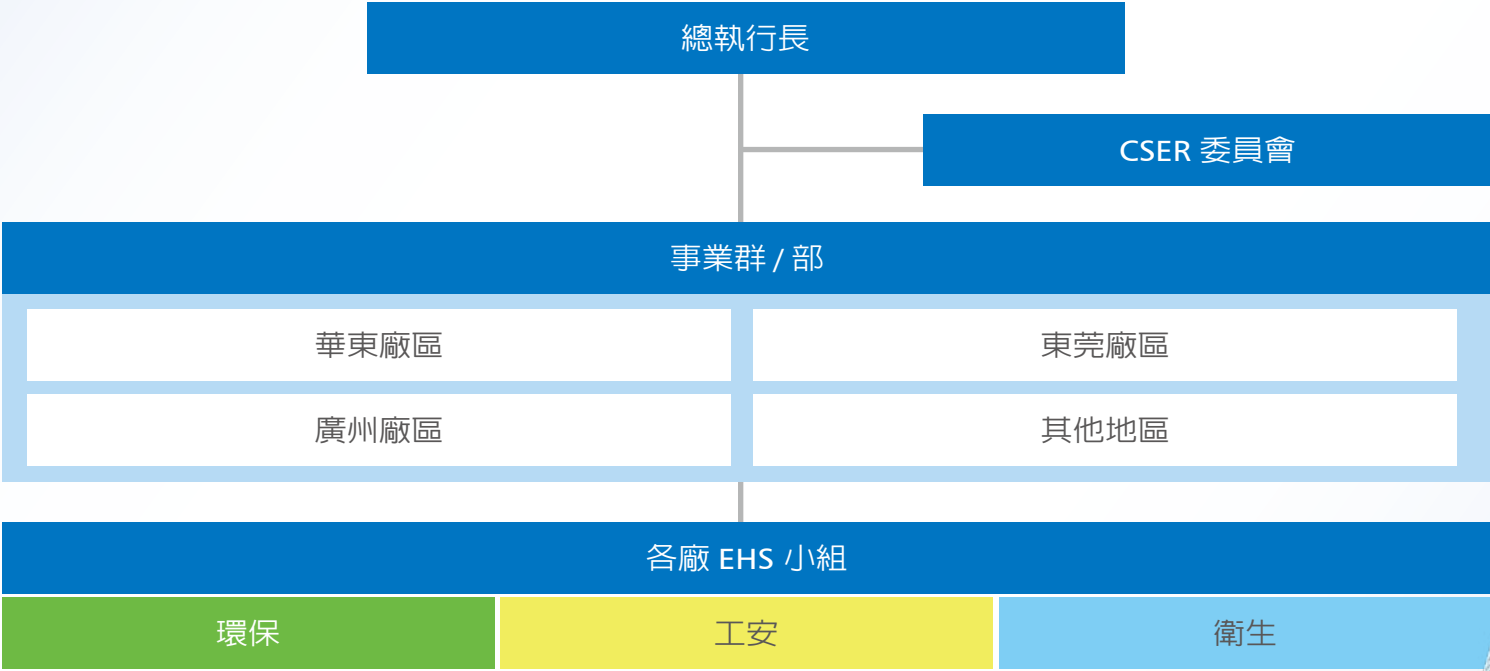 總執行長
CSER 委員會
事業群 / 部
華東廠區
東莞廠區
廣州廠區
其他地區
各廠 EHS 小組
環保
工安
衛生